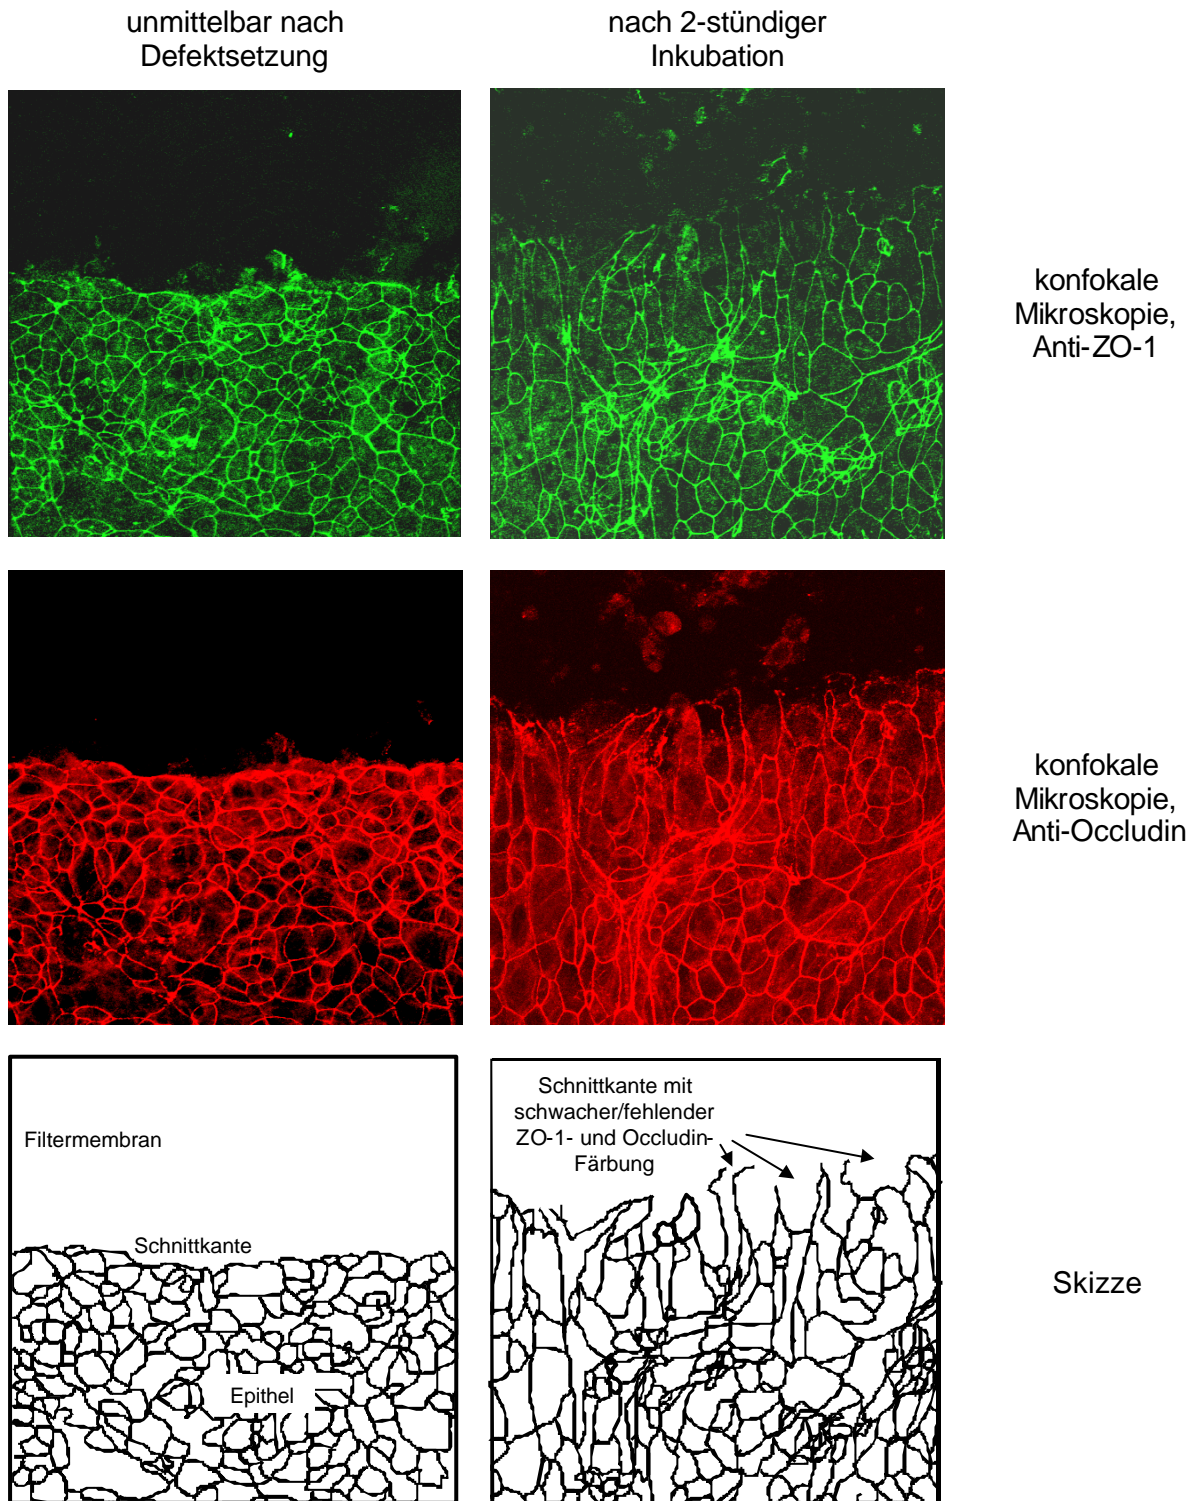 unmittelbar nach
Defektsetzung
nach 2-stündiger
Inkubation
konfokale
Mikroskopie,
Anti-ZO-1
konfokale
Mikroskopie,
Anti-Occludin
Filtermembran
Schnittkante
Epithel
Schnittkante mit
schwacher/fehlender
ZO-1- und Occludin-
Färbung
Skizze